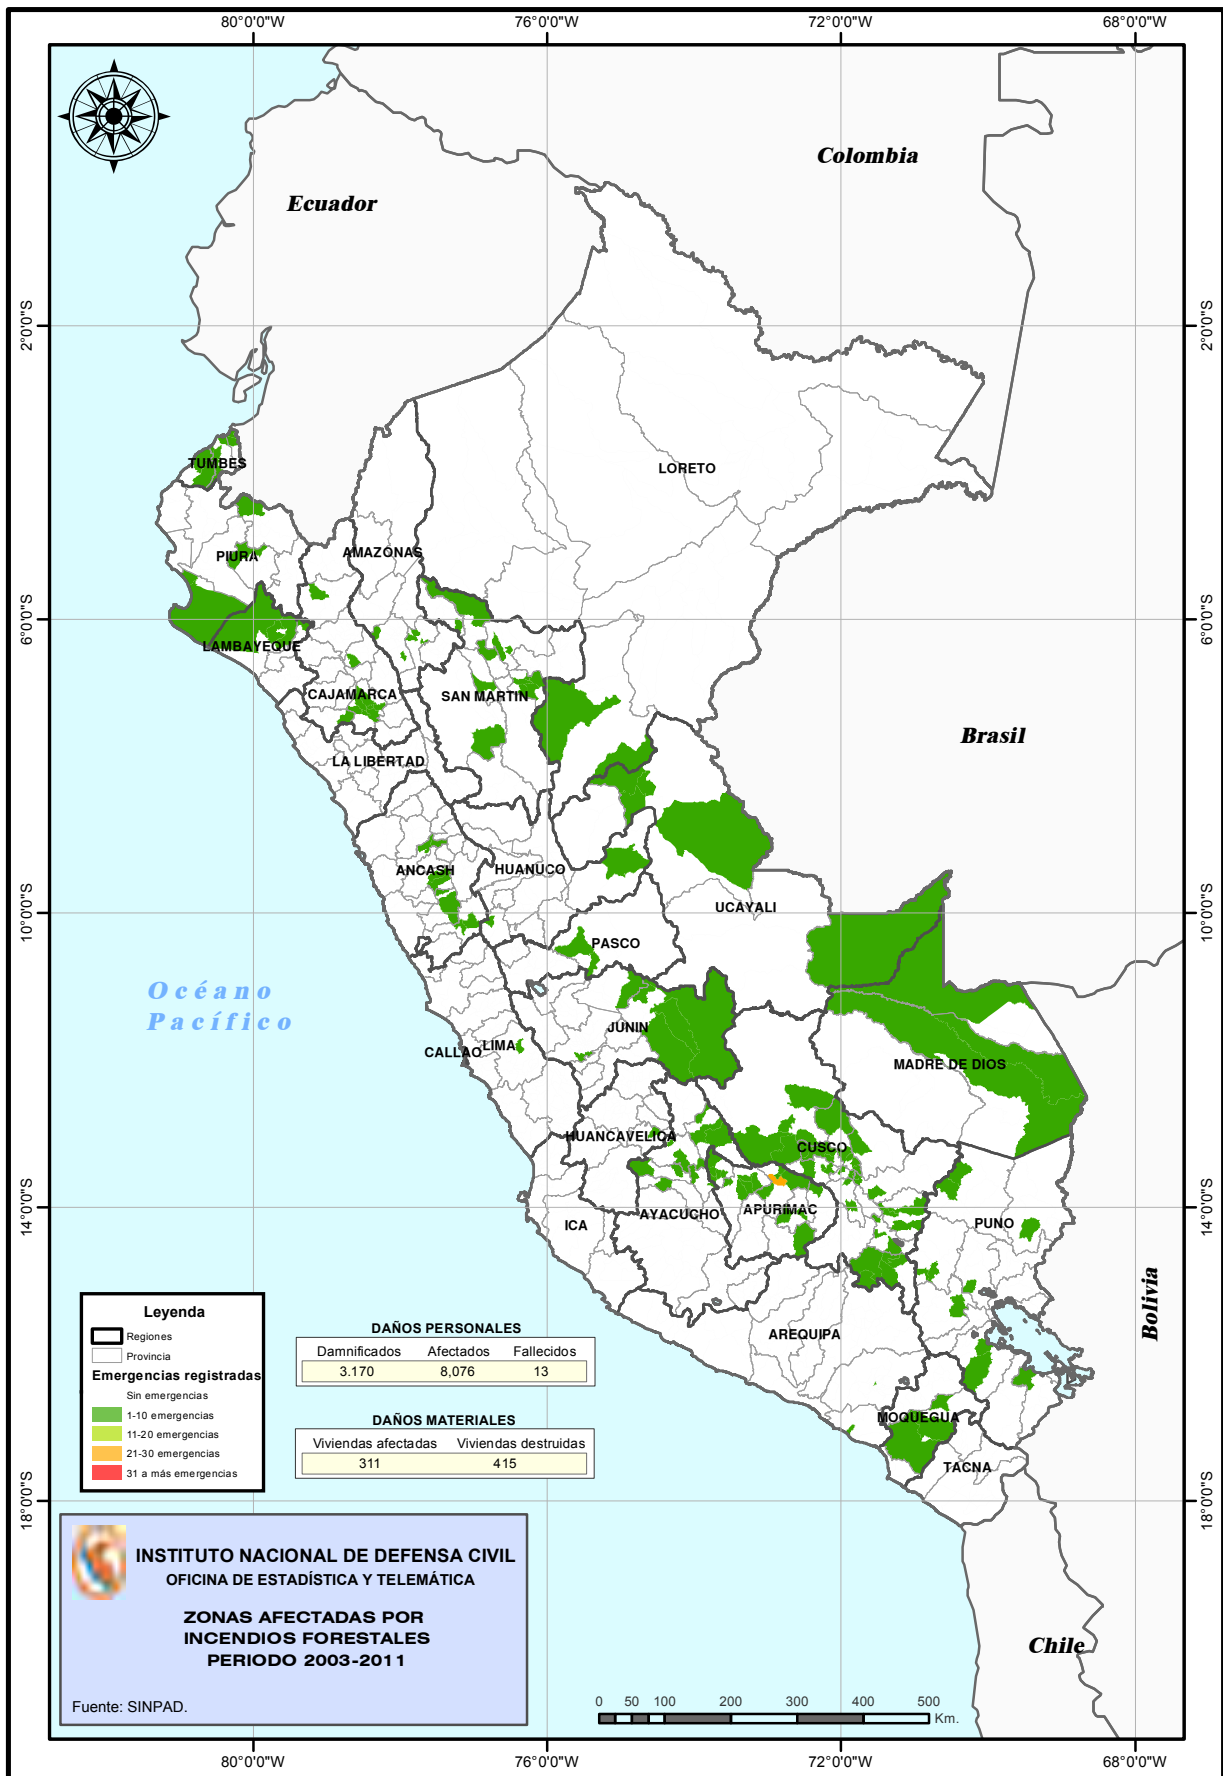 80°0'0"W 76°0'0"W 72°0'0"W 68°0'0"W
Colombia
Ecuador
2°0'0"S 2°0'0"S
TUMBES
LORETO
PIURA
AMAZONAS
6°0'0"S 6°0'0"S
LAMBAYEQUE
CAJAMARCA
SAN MARTIN
Brasil
LA LIBERTAD
ANCASH
HUANUCO
UCAYALI
10°0'0"S 10°0'0"S
PASCO
Océano
Pacífico
JUNIN
LIMA
CALLAO
MADRE DE DIOS
HUANCAVELICA
CUSCO
14°0'0"S 14°0'0"S
AYACUCHO
APURIMAC
ICA
PUNO
Bolivia
AREQUIPA
MOQUEGUA
TACNA
Leyenda
Regiones
Provincia
Emergencias registradas
Sin emergencias
1-10 emergencias
11-20 emergencias
21-30 emergencias
31 a más emergencias
DAÑOS PERSONALES
Damnificados Afectados Fallecidos
3.170 8,076 13
DAÑOS MATERIALES
Viviendas afectadas Viviendas destruidas
311 415
18°0'0"S 18°0'0"S
INSTITUTO NACIONAL DE DEFENSA CIVIL
OFICINA DE ESTADÍSTICA Y TELEMÁTICA
ZONAS AFECTADAS POR
INCENDIOS FORESTALES
PERIODO 2003-2011
Fuente: SINPAD.
Chile
0 50 100 200 300 400 500
Km.
80°0'0"W 76°0'0"W 72°0'0"W 68°0'0"W